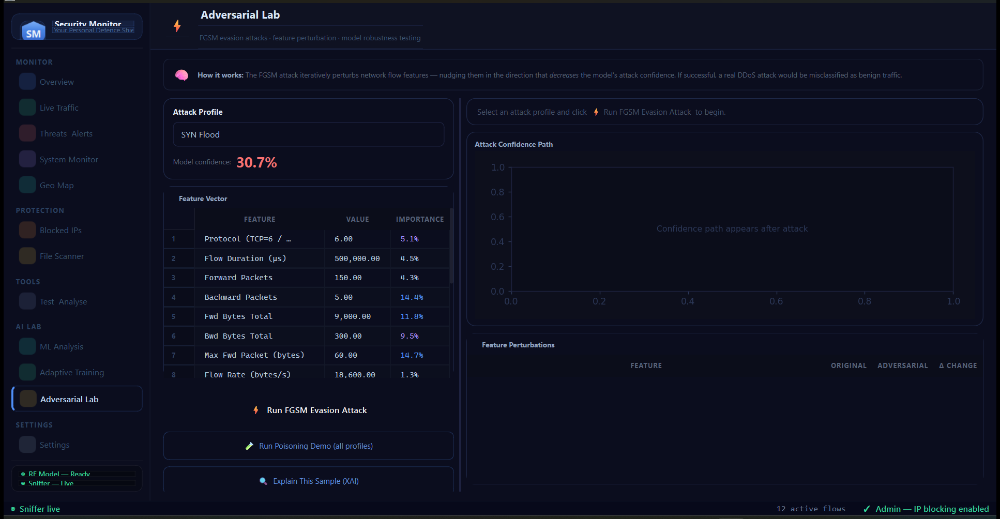 SM
Security Monitor
Your Personal Defence Shie
MONITOR
Overview
Live Traffic
Threats  Alerts
System Monitor
Geo Map
PROTECTION
Blocked IPs
File Scanner
TOOLS
Test  Analyse
AI LAB
ML Analysis
Adaptive Training
Adversarial Lab
SETTINGS
Settings
RF Model — Ready
Sniffer — Live
Adversarial Lab
FGSM evasion attacks · feature perturbation · model robustness testing
How it works: The FGSM attack iteratively perturbs network flow features — nudging them in the direction that decreases the model's attack confidence. If successful, a real DDoS attack would be misclassified as benign traffic.
Attack Profile
SYN Flood
Model confidence: 30.7%
Feature Vector
FEATURE VALUE IMPORTANCE
1 Protocol (TCP=6 / … 6.00 5.1%
2 Flow Duration (µs) 500,000.00 4.5%
3 Forward Packets 150.00 4.3%
4 Backward Packets 5.00 14.4%
5 Fwd Bytes Total 9,000.00 11.8%
6 Bwd Bytes Total 300.00 9.5%
7 Max Fwd Packet (bytes) 60.00 14.7%
8 Flow Rate (bytes/s) 18,600.00 1.3%
Run FGSM Evasion Attack
Run Poisoning Demo (all profiles)
Explain This Sample (XAI)
Select an attack profile and click Run FGSM Evasion Attack to begin.
Attack Confidence Path
1.0
0.8
0.6
0.4
0.2
0.0
Confidence path appears after attack
0.0 0.2 0.4 0.6 0.8 1.0
Feature Perturbations
FEATURE ORIGINAL ADVERSARIAL Δ CHANGE
Sniffer live
12 active flows
✓ Admin — IP blocking enabled